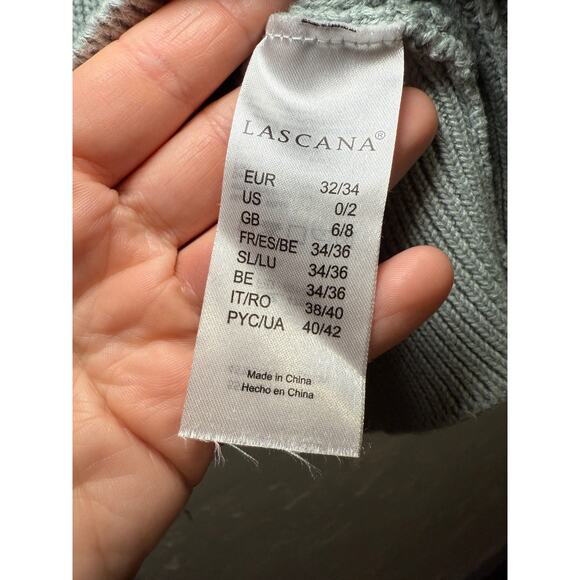 LASCANA®
EUR 32/34
US 0/2
GB 6/8
FR/ES/BE 34/36
SL/LU 34/36
BE 34/36
IT/RO 38/40
PYC/UA 40/42
Made in China
Hecho en China